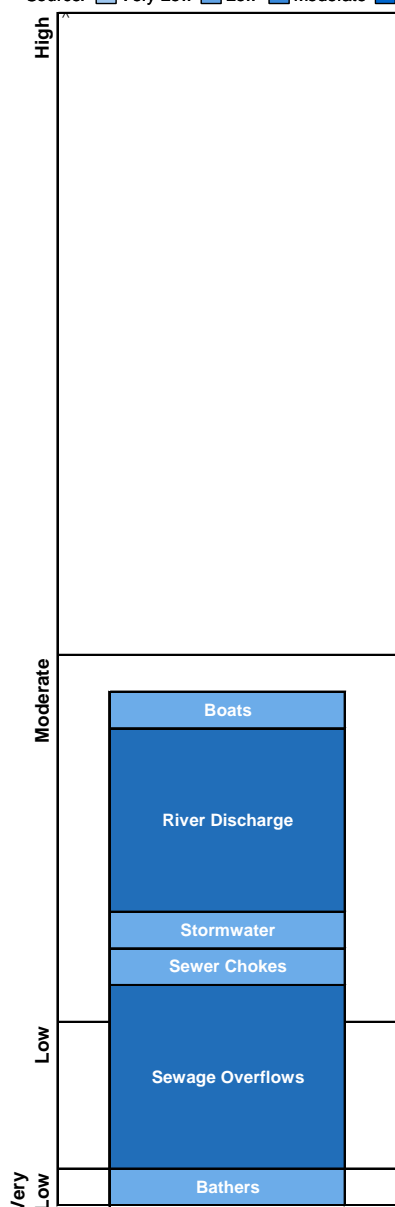 High
Moderate
Boats
River Discharge
Stormwater
Sewer Chokes
Low
Sewage Overflows
Very
Low
Bathers